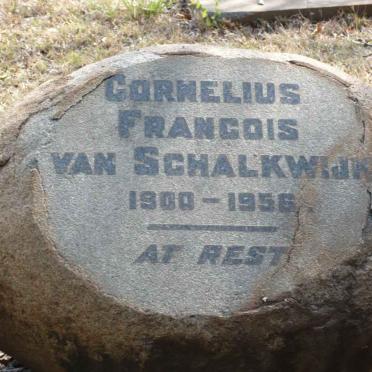 CORNELIUS
FRANCOIS
VAN SCHALKWIJK
1900 - 1956
AT REST